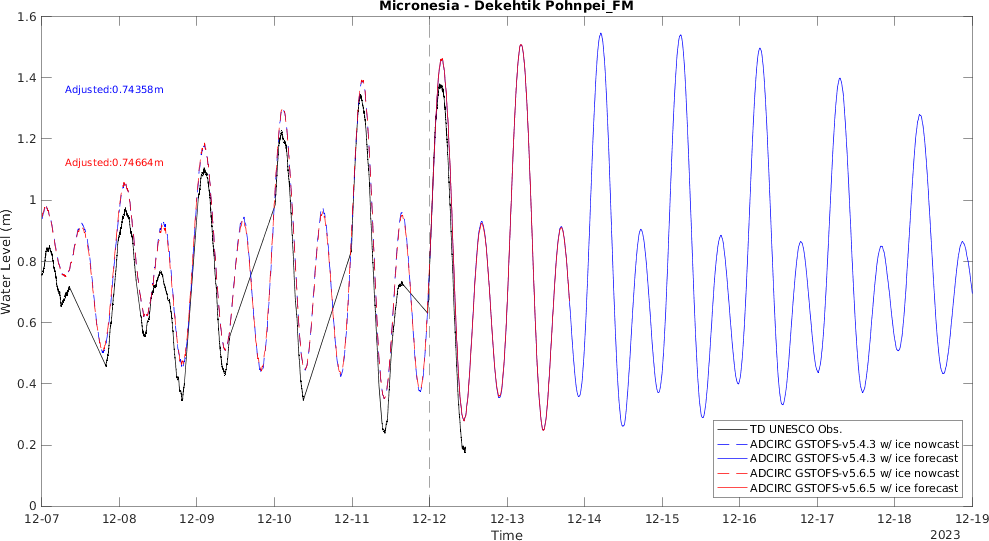 Micronesia - Dekehtik Pohnpei_FM
1.6
1.4
1.2
1
0.8
0.6
0.4
0.2
0
Water Level (m)
Adjusted:0.74358m
Adjusted:0.74664m
TD UNESCO Obs.
ADCIRC GSTOFS-v5.4.3 w/ ice nowcast
ADCIRC GSTOFS-v5.4.3 w/ ice forecast
ADCIRC GSTOFS-v5.6.5 w/ ice nowcast
ADCIRC GSTOFS-v5.6.5 w/ ice forecast
12-07 12-08 12-09 12-10 12-11 12-12 12-13 12-14 12-15 12-16 12-17 12-18 12-19
Time
2023